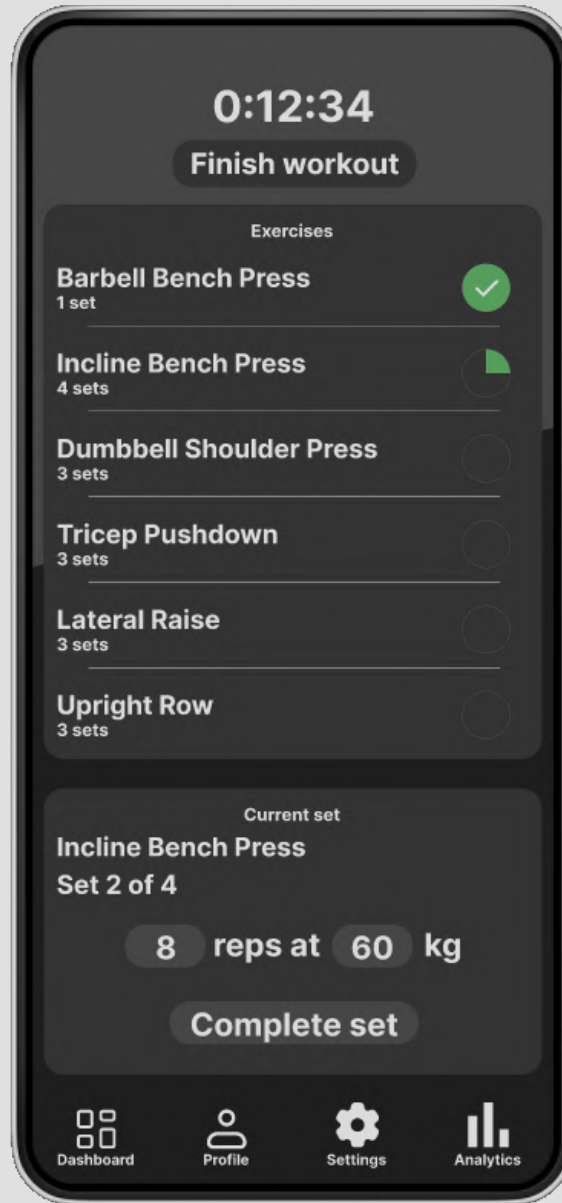 0:12:34
Finish workout
Exercises
Barbell Bench Press
1 set
Incline Bench Press
4 sets
Dumbbell Shoulder Press
3 sets
Tricep Pushdown
3 sets
Lateral Raise
3 sets
Upright Row
3 sets
Current set
Incline Bench Press
Set 2 of 4
8 reps at 60 kg
Complete set
Dashboard Profile Settings Analytics